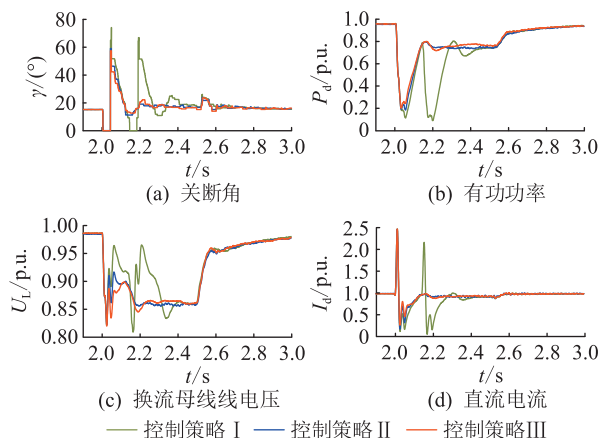 γ/(°)
80
60
40
20
0
2.0 2.2 2.4 2.6 2.8 3.0
t/s
(a) 关断角
P_d/p.u.
1.0
0.8
0.6
0.4
0.2
0
2.0 2.2 2.4 2.6 2.8 3.0
t/s
(b) 有功功率
U_L/p.u.
1.00
0.95
0.90
0.85
0.80
2.0 2.2 2.4 2.6 2.8 3.0
t/s
(c) 换流母线线电压
I_d/p.u.
2.5
2.0
1.5
1.0
0.5
0
2.0 2.2 2.4 2.6 2.8 3.0
t/s
(d) 直流电流
控制策略Ⅰ 控制策略Ⅱ 控制策略Ⅲ